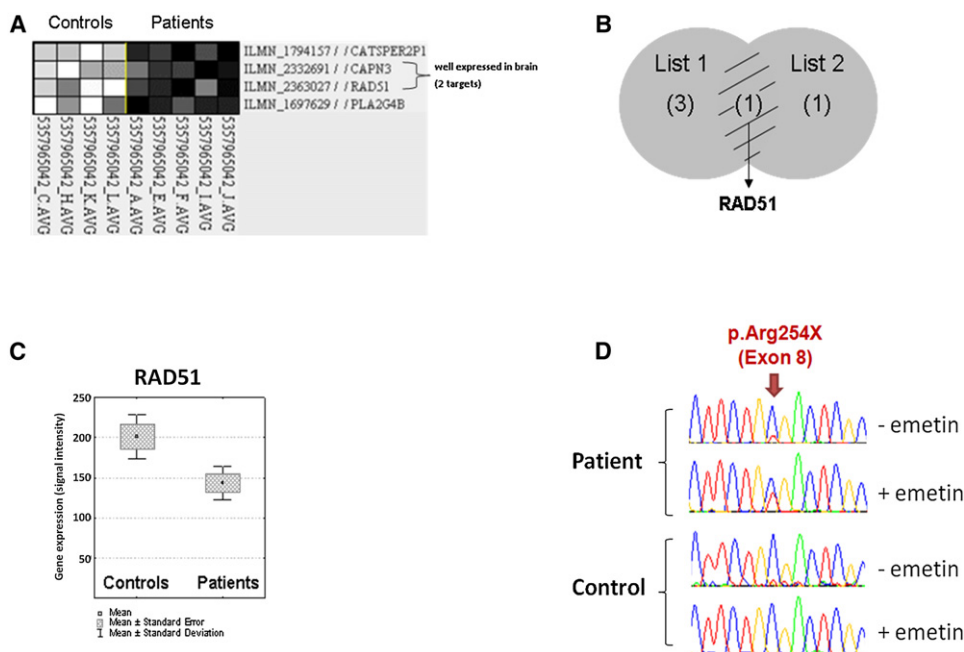 A
Controls Patients
ILMN_1794157 / / CATSPER2P1
ILMN_2332691 / / CAPN3
ILMN_2363027 / / RAD51
ILMN_1697629 / / PLA2G4B
well expressed in brain
(2 targets)
5357965042_C.AVG
5357965042_H.AVG
5357965042_K.AVG
5357965042_L.AVG
5357965042_A.AVG
5357965042_E.AVG
5357965042_F.AVG
5357965042_I.AVG
5357965042_J.AVG
B
List 1 List 2
(3) (1) (1)
RAD51
C
RAD51
Gene expression (signal intensity)
250
200
150
100
50
Controls Patients
Mean
Mean ± Standard Error
Mean ± Standard Deviation
D
p.Arg254X
(Exon 8)
Patient
- emetin
+ emetin
Control
- emetin
+ emetin